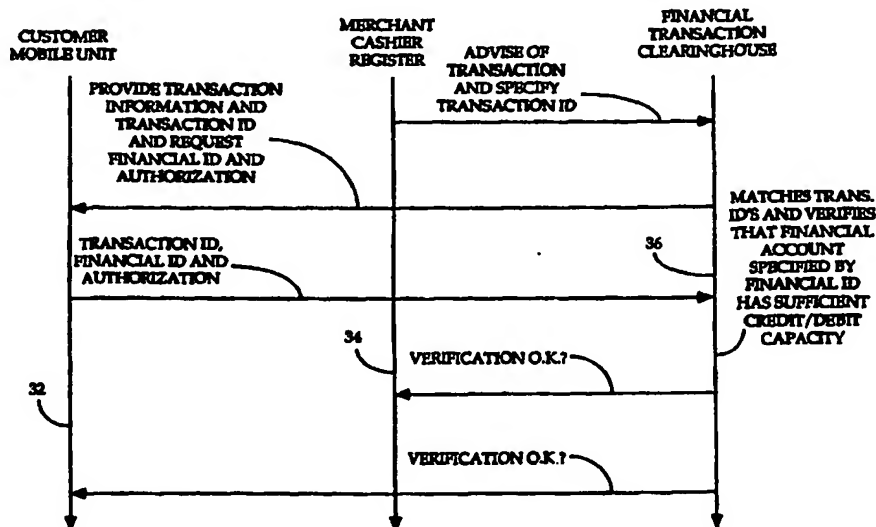 CUSTOMER
MOBILE UNIT
MERCHANT
CASHIER
REGISTER
FINANCIAL
TRANSACTION
CLEARINGHOUSE
ADVISE OF
TRANSACTION
AND SPECIFY
TRANSACTION ID
PROVIDE TRANSACTION
INFORMATION AND
TRANSACTION ID
AND REQUEST
FINANCIAL ID AND
AUTHORIZATION
TRANSACTION ID,
FINANCIAL ID AND
AUTHORIZATION
36
MATCHES TRANS.
ID'S AND VERIFIES
THAT FINANCIAL
ACCOUNT
SPECIFIED BY
FINANCIAL ID
HAS SUFFICIENT
CREDIT/DEBIT
CAPACITY
34
VERIFICATION O.K.?
32
VERIFICATION O.K.?